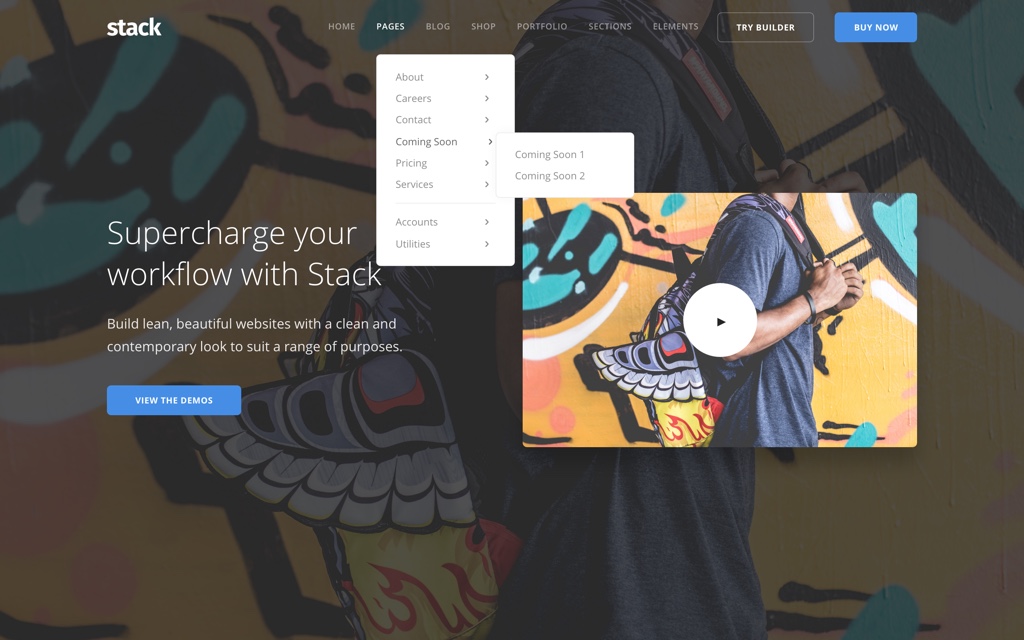 stack
HOME PAGES BLOG SHOP PORTFOLIO SECTIONS ELEMENTS TRY BUILDER BUY NOW
About
Careers
Contact
Coming Soon
Pricing
Services
Accounts
Utilities
Coming Soon 1
Coming Soon 2
Supercharge your
workflow with Stack
Build lean, beautiful websites with a clean and
contemporary look to suit a range of purposes.
VIEW THE DEMOS